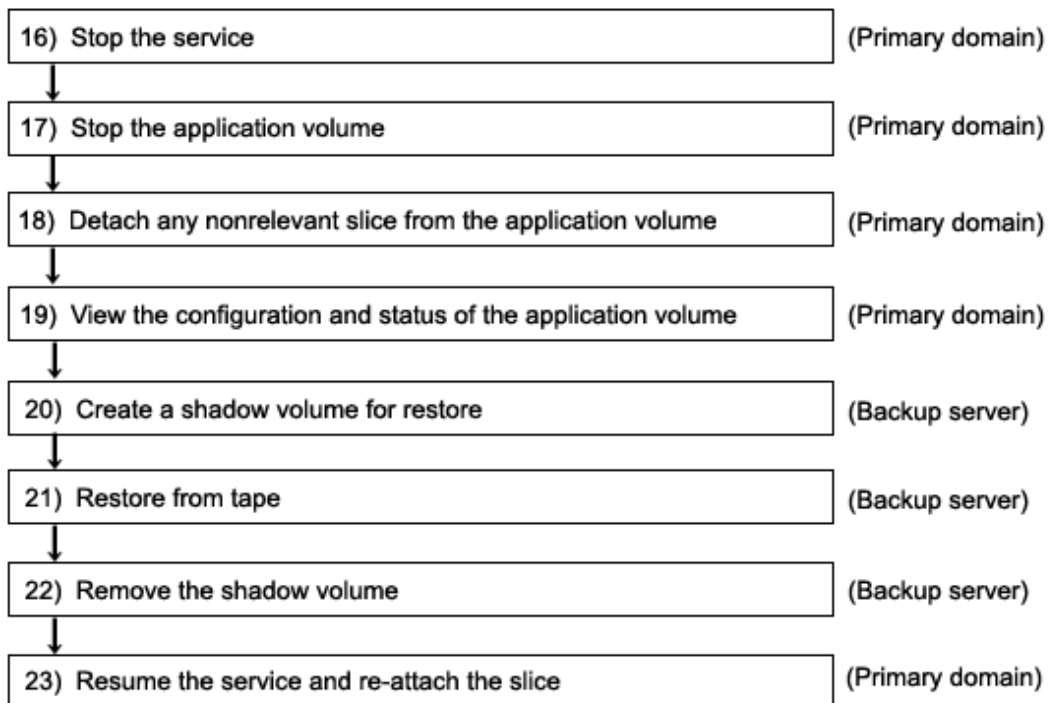 16) Stop the service (Primary domain)
17) Stop the application volume (Primary domain)
18) Detach any nonrelevant slice from the application volume (Primary domain)
19) View the configuration and status of the application volume (Primary domain)
20) Create a shadow volume for restore (Backup server)
21) Restore from tape (Backup server)
22) Remove the shadow volume (Backup server)
23) Resume the service and re-attach the slice (Primary domain)